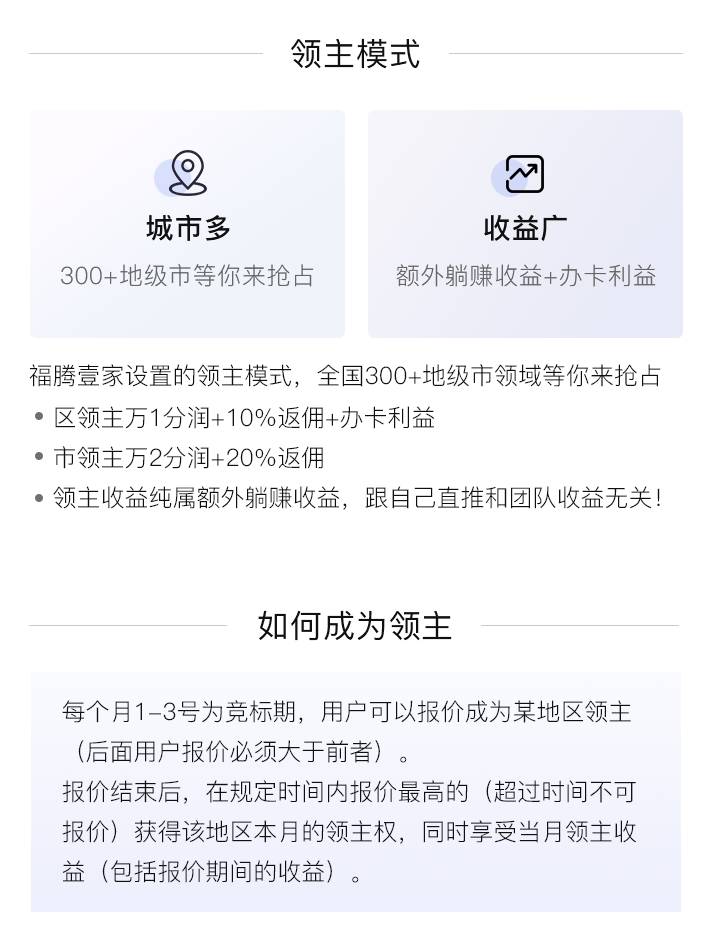 领主模式
城市多
300+地级市等你来抢占
收益广
额外躺赚收益+办卡利益
福腾壹家设置的领主模式，全国300+地级市领域等你来抢占
• 区领主万1分润+10%返佣+办卡利益
• 市领主万2分润+20%返佣
• 领主收益纯属额外躺赚收益，跟自己直推和团队收益无关！
如何成为领主
每个月1-3号为竞标期，用户可以报价成为某地区领主
（后面用户报价必须大于前者）。
报价结束后，在规定时间内报价最高的（超过时间不可
报价）获得该地区本月的领主权，同时享受当月领主收
益（包括报价期间的收益）。